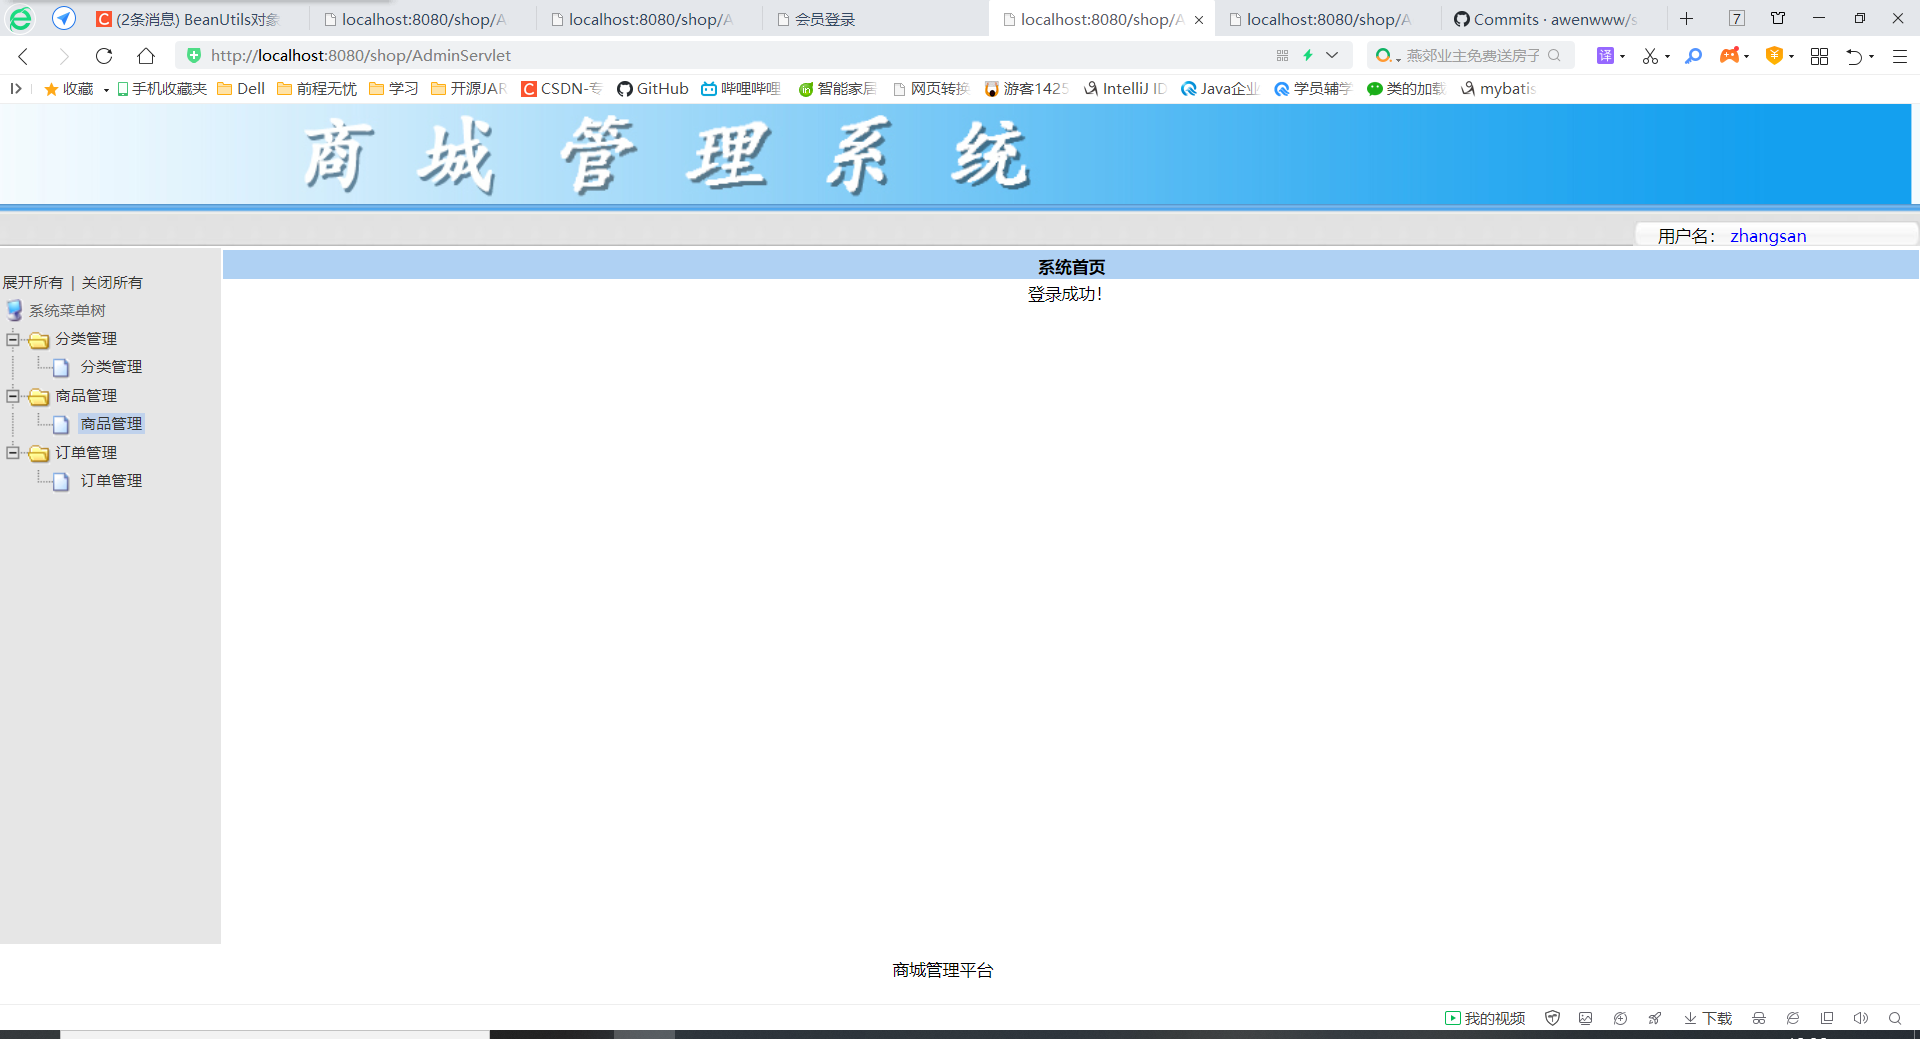 (2条消息) BeanUtils对象
localhost:8080/shop/A
localhost:8080/shop/A
会员登录
localhost:8080/shop/A
localhost:8080/shop/A
Commits · awenwww/s
7
http://localhost:8080/shop/AdminServlet
燕郊业主免费送房子
译
收藏
手机收藏夹
Dell
前程无忧
学习
开源JAR
CSDN-专
GitHub
哔哩哔哩
智能家居
网页转换
游客1425
IntelliJ ID
Java企业
学员辅学
类的加载
mybatis
商城管理系统
用户名： zhangsan
展开所有 | 关闭所有
系统菜单树
分类管理
分类管理
商品管理
商品管理
订单管理
订单管理
系统首页
登录成功！
商城管理平台
我的视频
下载